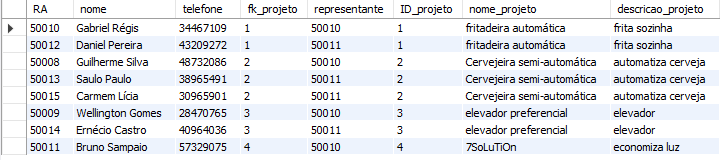 RA nome telefone fk_projeto representante ID_projeto nome_projeto descricao_projeto
50010 Gabriel Régis 34467109 1 50010 1 fritadeira automática frita sozinha
50012 Daniel Pereira 43209272 1 50011 1 fritadeira automática frita sozinha
50008 Guilherme Silva 48732086 2 50010 2 Cervejeira semi-automática automatiza cerveja
50013 Saulo Paulo 38965491 2 50011 2 Cervejeira semi-automática automatiza cerveja
50015 Carmem Lícia 30965901 2 50011 2 Cervejeira semi-automática automatiza cerveja
50009 Wellington Gomes 28470765 3 50010 3 elevador preferencial elevador
50014 Ernécio Castro 40964036 3 50011 3 elevador preferencial elevador
50011 Bruno Sampaio 57329075 4 50011 4 7SoLuTiOn economiza luz